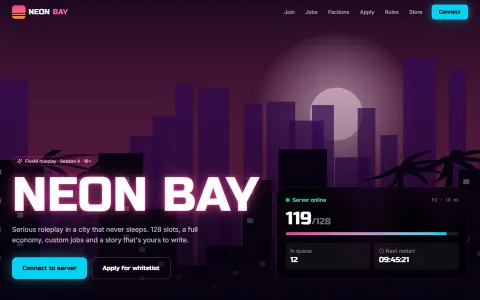 NEON BAY
Join Jobs Factions Apply Rules Store Connect
FiveM roleplay · Season 4 · 18+
NEON BAY
Serious roleplay in a city that never sleeps. 128 slots, a full
economy, custom jobs and a story that's yours to write.
Connect to server
Apply for whitelist
Server online
119/128
In queue
12
Next restart
09:45:21